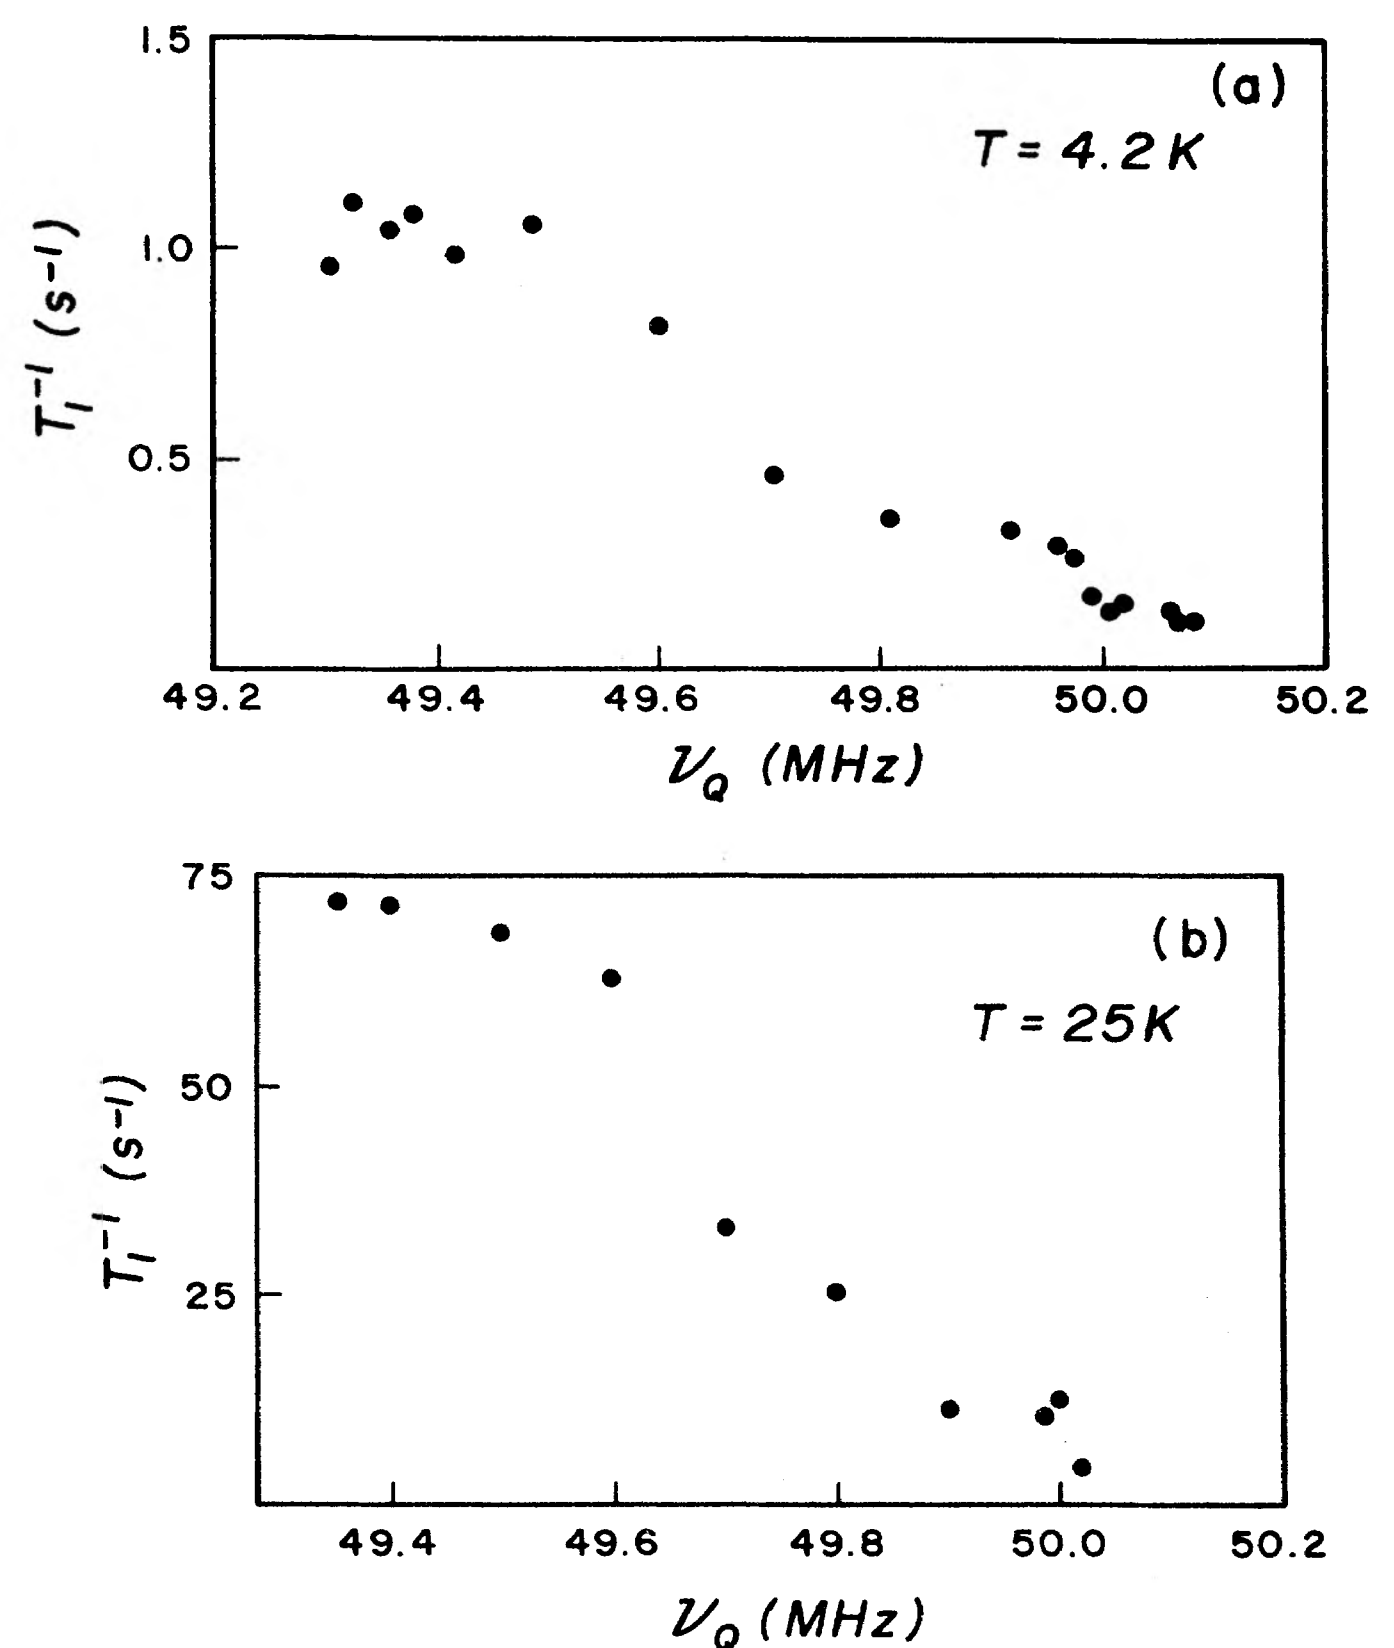 1.5
(a)
T = 4.2 K
1.0
0.5
T₁⁻¹ (s⁻¹)
49.2 49.4 49.6 49.8 50.0 50.2
ν_Q (MHz)
75
(b)
T = 25 K
50
25
T₁⁻¹ (s⁻¹)
49.4 49.6 49.8 50.0 50.2
ν_Q (MHz)